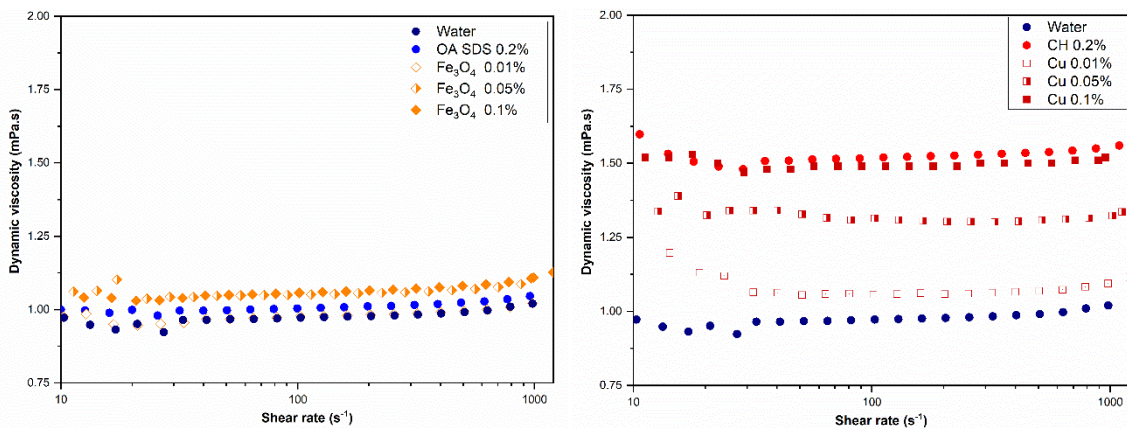 2.00
1.75
1.50
1.25
1.00
0.75
Dynamic viscosity (mPa.s)
Water
OA SDS 0.2%
Fe₃O₄ 0.01%
Fe₃O₄ 0.05%
Fe₃O₄ 0.1%
10
100
1000
Shear rate (s⁻¹)
2.00
1.75
1.50
1.25
1.00
0.75
Dynamic viscosity (mPa.s)
Water
CH 0.2%
Cu 0.01%
Cu 0.05%
Cu 0.1%
10
100
1000
Shear rate (s⁻¹)